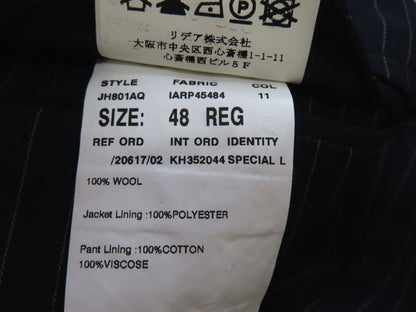 リデア株式会社
大阪市中央区西心斎橋1-1-11
心斎橋西ビル5F
STYLE FABRIC COL
JH801AQ IARP45484 11
SIZE: 48 REG
REF ORD INT ORD IDENTITY
/20617/02 KH352044 SPECIAL L
100% WOOL
Jacket Lining :100%POLYESTER
Pant Lining :100%COTTON
100%VISCOSE